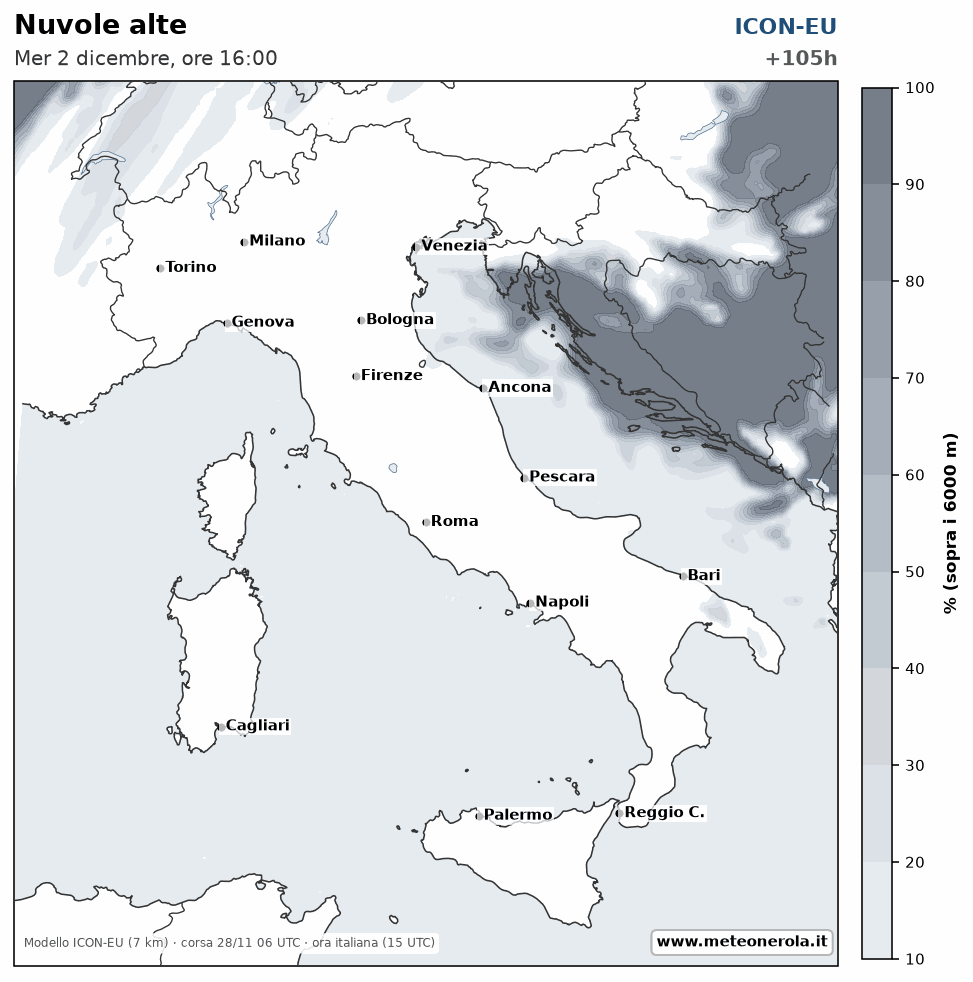 Nuvole alte
ICON-EU
Mer 2 dicembre, ore 16:00
+105h
100
90
80
70
60
50
40
30
20
10
% (sopra i 6000 m)
Milano
Venezia
Torino
Genova
Bologna
Firenze
Ancona
Pescara
Roma
Bari
Napoli
Cagliari
Palermo
Reggio C.
Modello ICON-EU (7 km) · corsa 28/11 06 UTC · ora italiana (15 UTC)
www.meteonerola.it